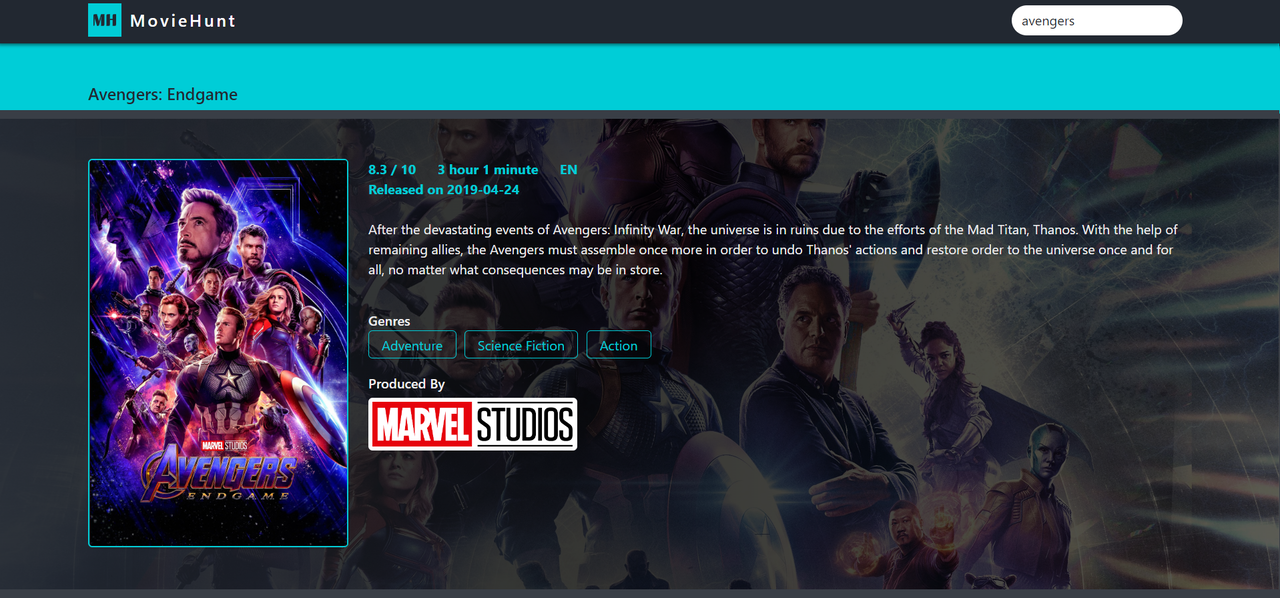 MH MovieHunt
avengers
Avengers: Endgame
8.3 / 10 3 hour 1 minute EN
Released on 2019-04-24
After the devastating events of Avengers: Infinity War, the universe is in ruins due to the efforts of the Mad Titan, Thanos. With the help of
remaining allies, the Avengers must assemble once more in order to undo Thanos' actions and restore order to the universe once and for
all, no matter what consequences may be in store.
Genres
Adventure Science Fiction Action
Produced By
MARVEL STUDIOS
MARVEL STUDIOS
AVENGERS
ENDGAME